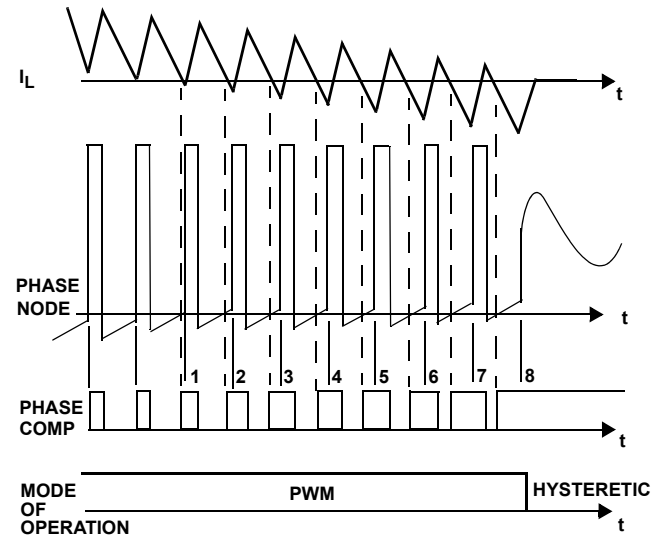 I_L
t
PHASE
NODE
t
1 2 3 4 5 6 7 8
PHASE
COMP
t
MODE
OF
OPERATION
PWM
HYSTERETIC
t